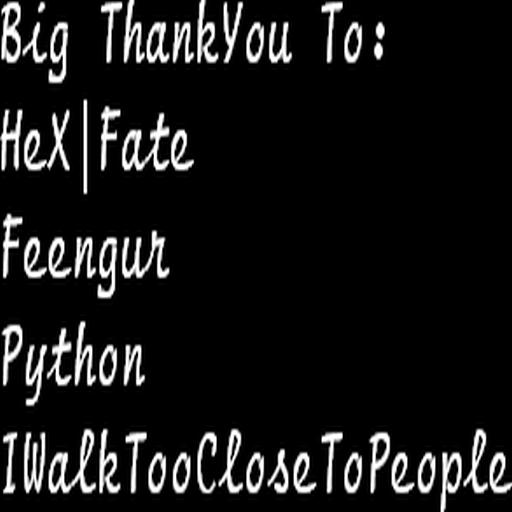 Big ThankYou To:
HeX|Fate
Feengur
Python
IWalkTooCloseToPeople